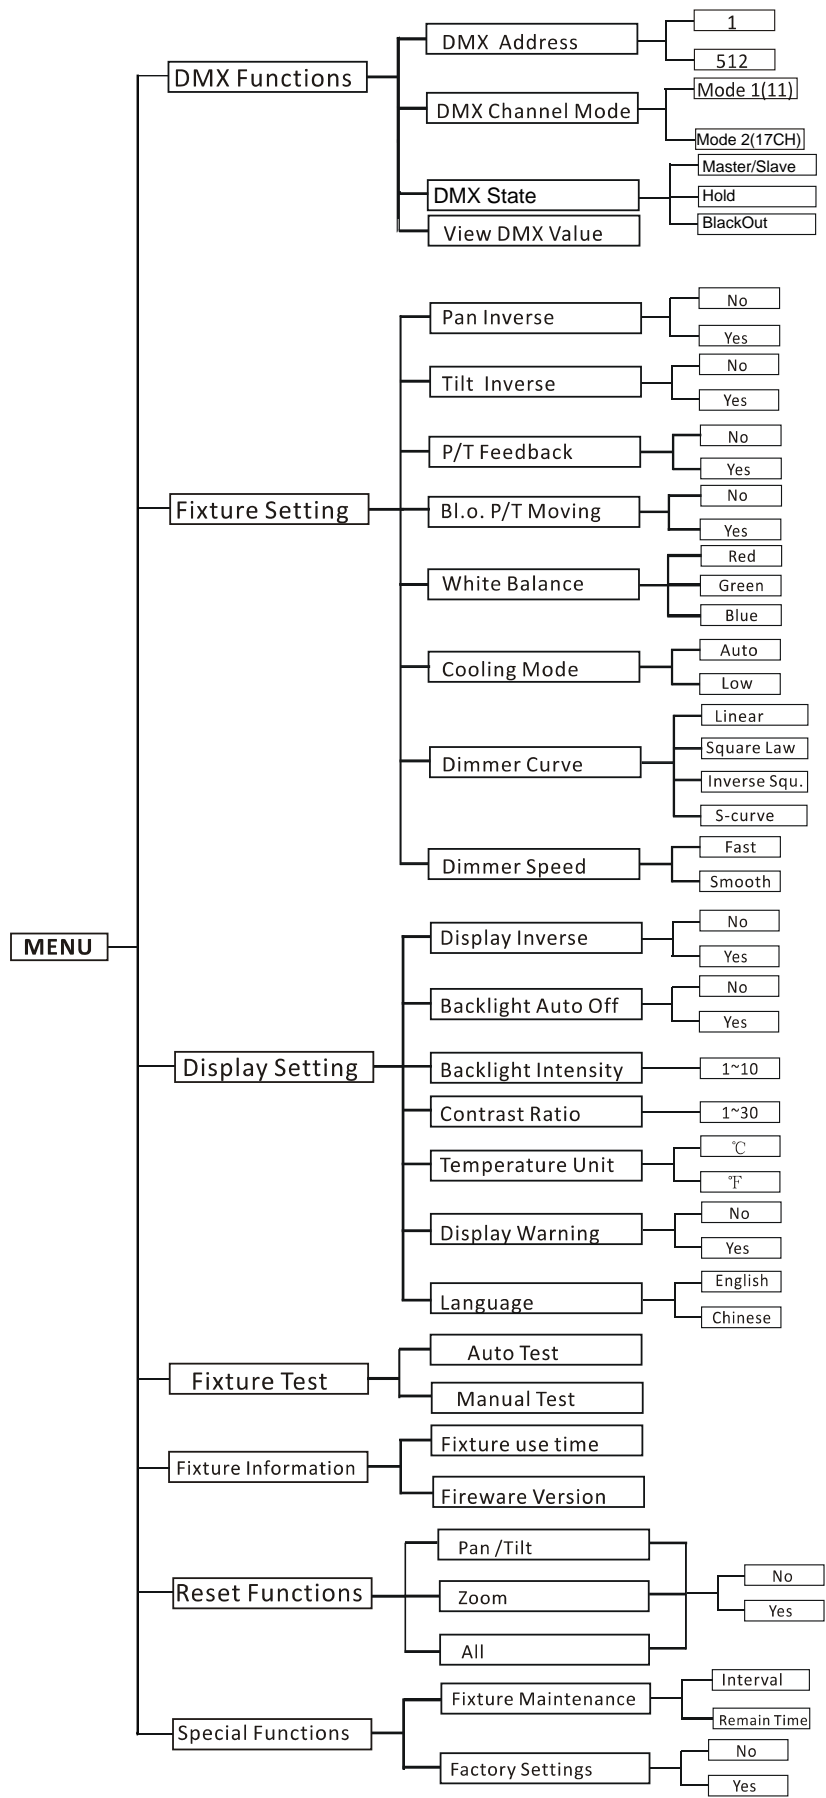 MENU
DMX Functions
DMX Address
1
512
DMX Channel Mode
Mode 1(11)
Mode 2(17CH)
DMX State
Master/Slave
Hold
BlackOut
View DMX Value
Fixture Setting
Pan Inverse
No
Yes
Tilt Inverse
No
Yes
P/T Feedback
No
Yes
Bl.o. P/T Moving
No
Yes
White Balance
Red
Green
Blue
Cooling Mode
Auto
Low
Dimmer Curve
Linear
Square Law
Inverse Squ.
S-curve
Dimmer Speed
Fast
Smooth
Display Setting
Display Inverse
No
Yes
Backlight Auto Off
No
Yes
Backlight Intensity
1~10
Contrast Ratio
1~30
Temperature Unit
℃
℉
Display Warning
No
Yes
Language
English
Chinese
Fixture Test
Auto Test
Manual Test
Fixture Information
Fixture use time
Fireware Version
Reset Functions
Pan /Tilt
Zoom
All
No
Yes
Special Functions
Fixture Maintenance
Interval
Remain Time
Factory Settings
No
Yes